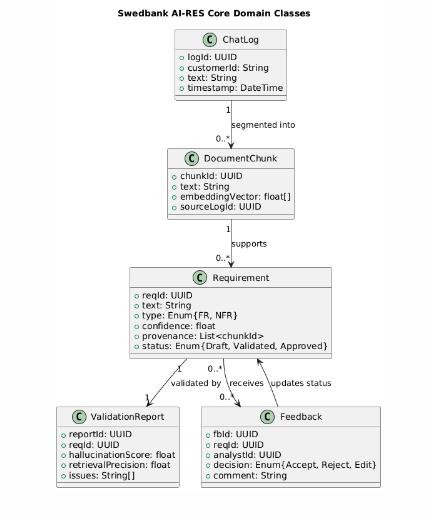 Swedbank AI-RES Core Domain Classes
C ChatLog
logId: UUID
customerId: String
text: String
timestamp: DateTime
1
segmented into
0..*
C DocumentChunk
chunkId: UUID
text: String
embeddingVector: float[]
sourceLogId: UUID
1
supports
0..*
C Requirement
reqId: UUID
text: String
type: Enum{FR, NFR}
confidence: float
provenance: List<chunkId>
status: Enum{Draft, Validated, Approved}
1
0..*
validated by
receives
updates status
1
0..*
C ValidationReport
reportId: UUID
reqId: UUID
hallucinationScore: float
retrievalPrecision: float
issues: String[]
C Feedback
fbId: UUID
reqId: UUID
analystId: UUID
decision: Enum{Accept, Reject, Edit}
comment: String